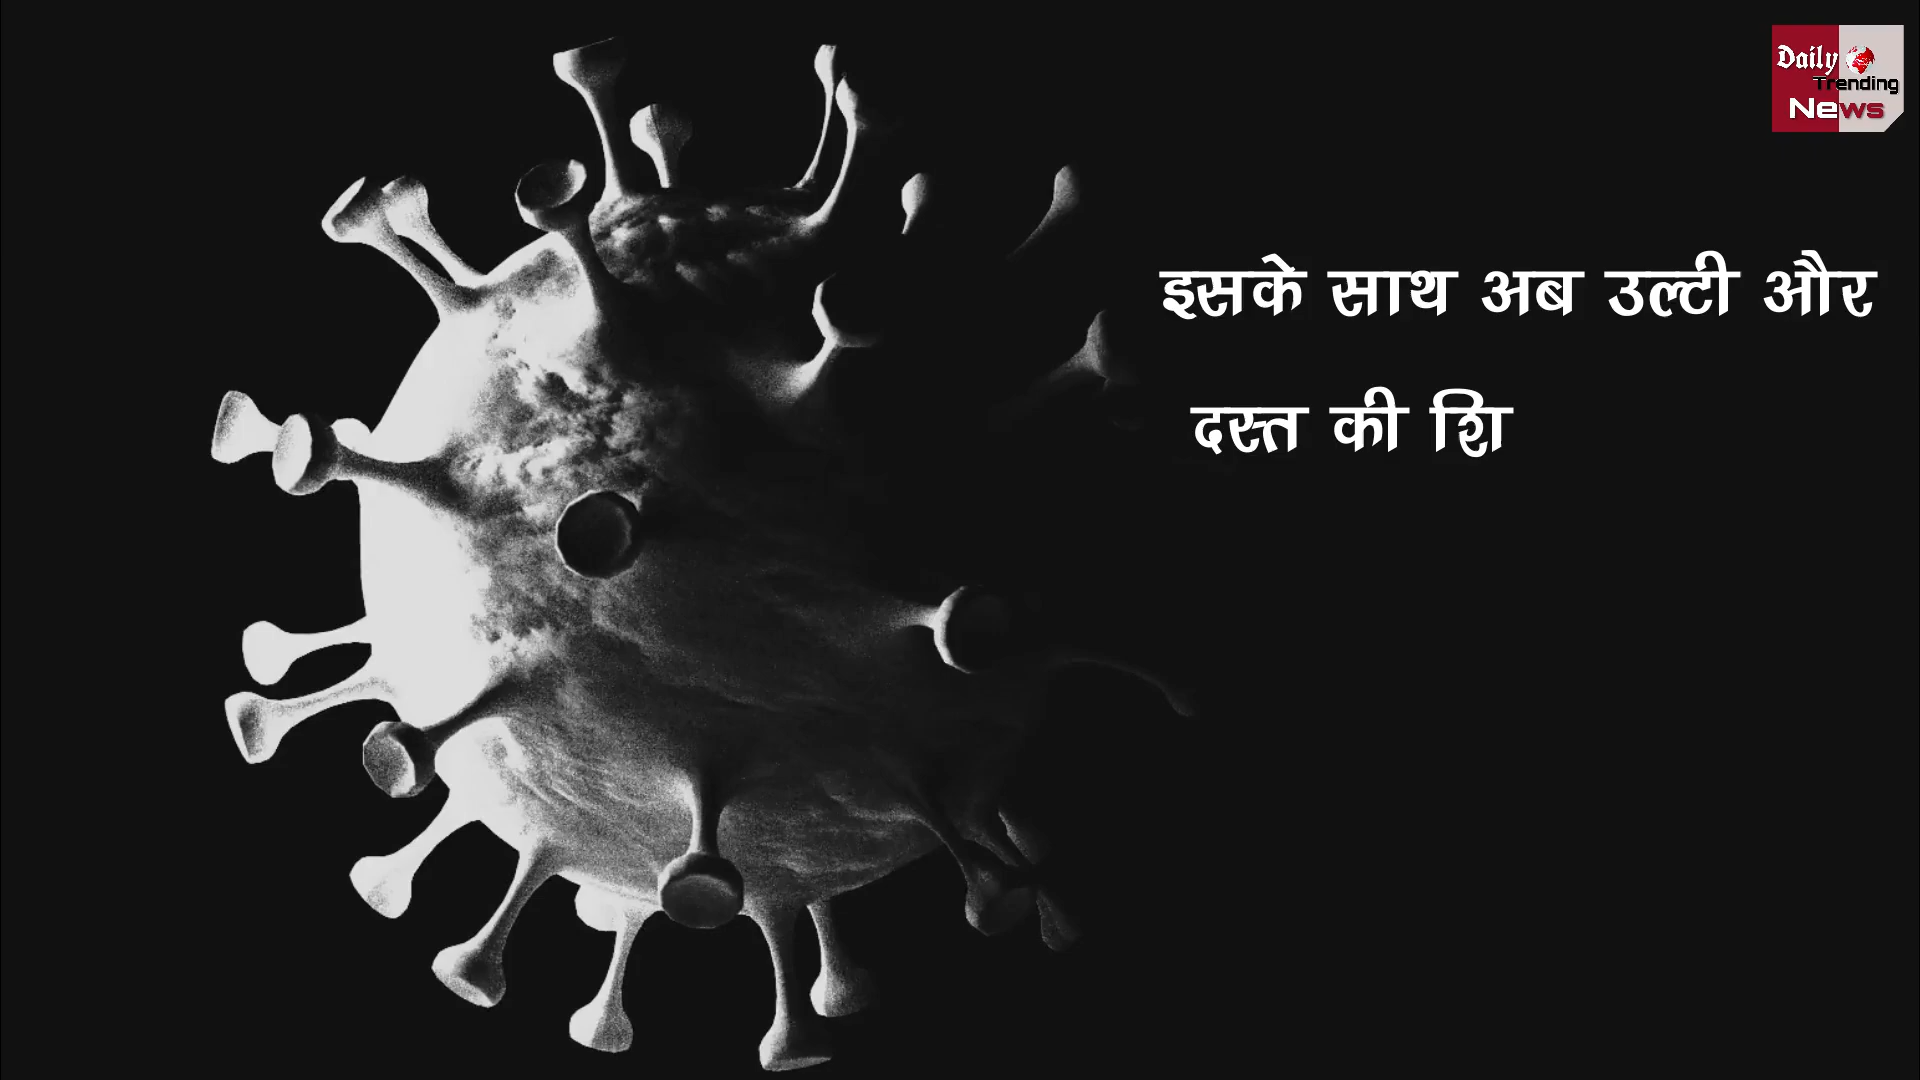 Daily
Trending
News
इसके साथ अब उल्टी और
दस्त की शि